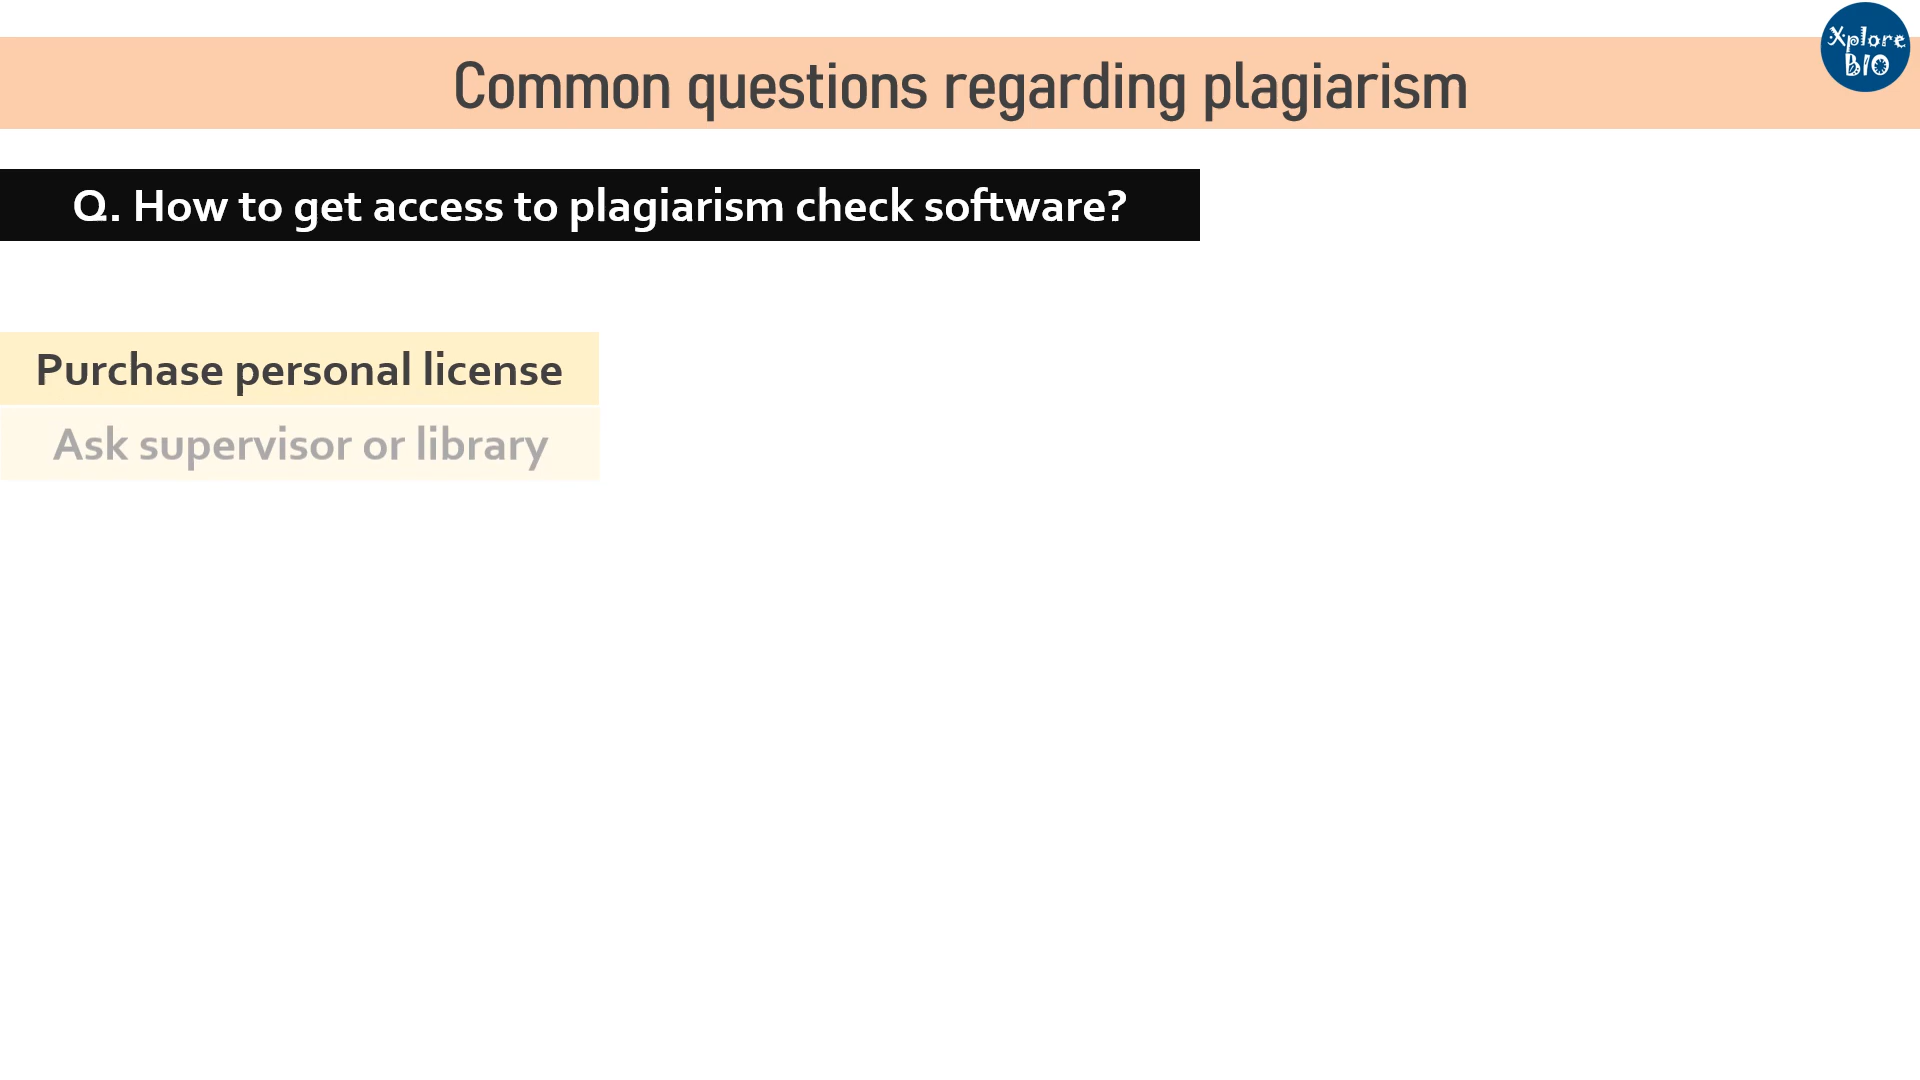 Xplore
BIO
Common questions regarding plagiarism
Q. How to get access to plagiarism check software?
Purchase personal license
Ask supervisor or library